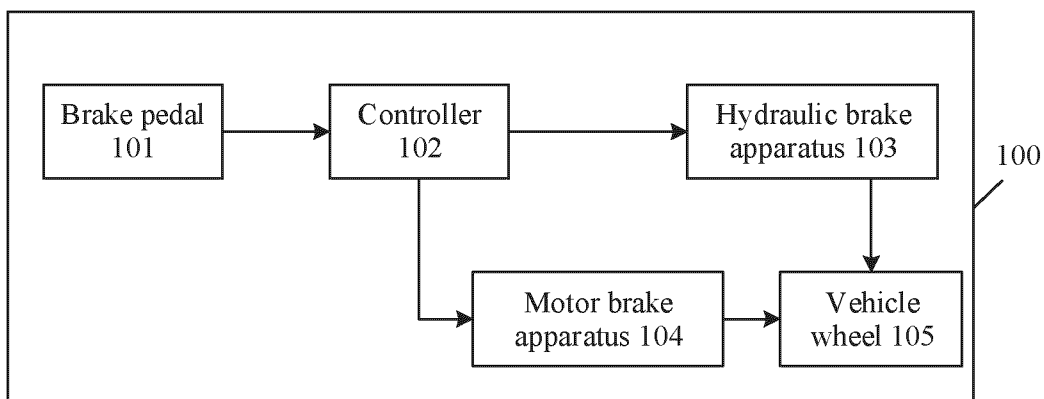 Brake pedal
101
Controller
102
Hydraulic brake
apparatus 103
100
Motor brake
apparatus 104
Vehicle
wheel 105